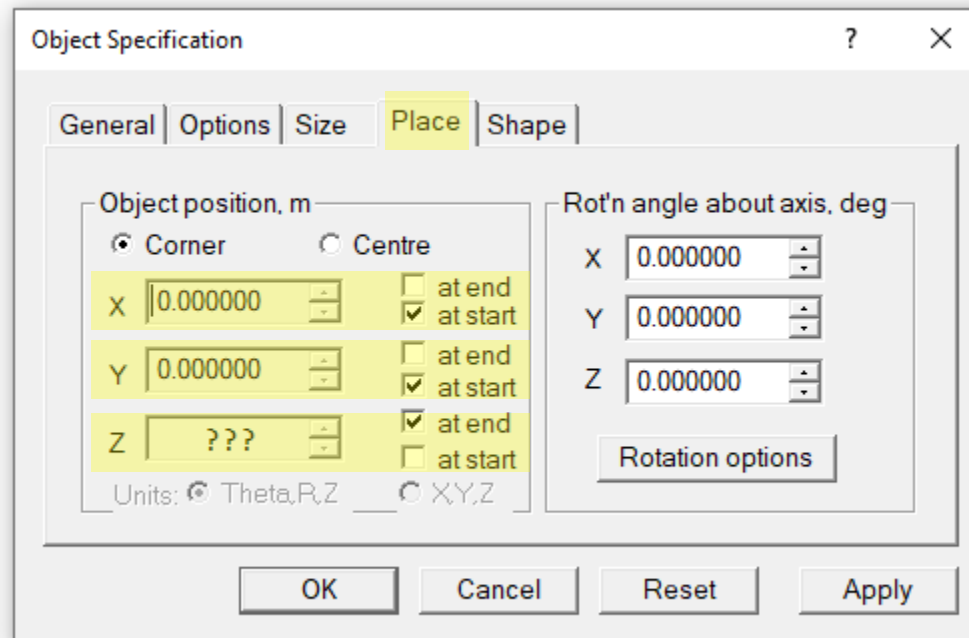 Object Specification ? ×
General Options Size Place Shape
Object position, m
Corner Centre
X 0.000000 at end
at start
Y 0.000000 at end
at start
Z ??? at end
at start
Units: Theta,R,Z X,Y,Z
Rot'n angle about axis, deg
X 0.000000
Y 0.000000
Z 0.000000
Rotation options
OK Cancel Reset Apply